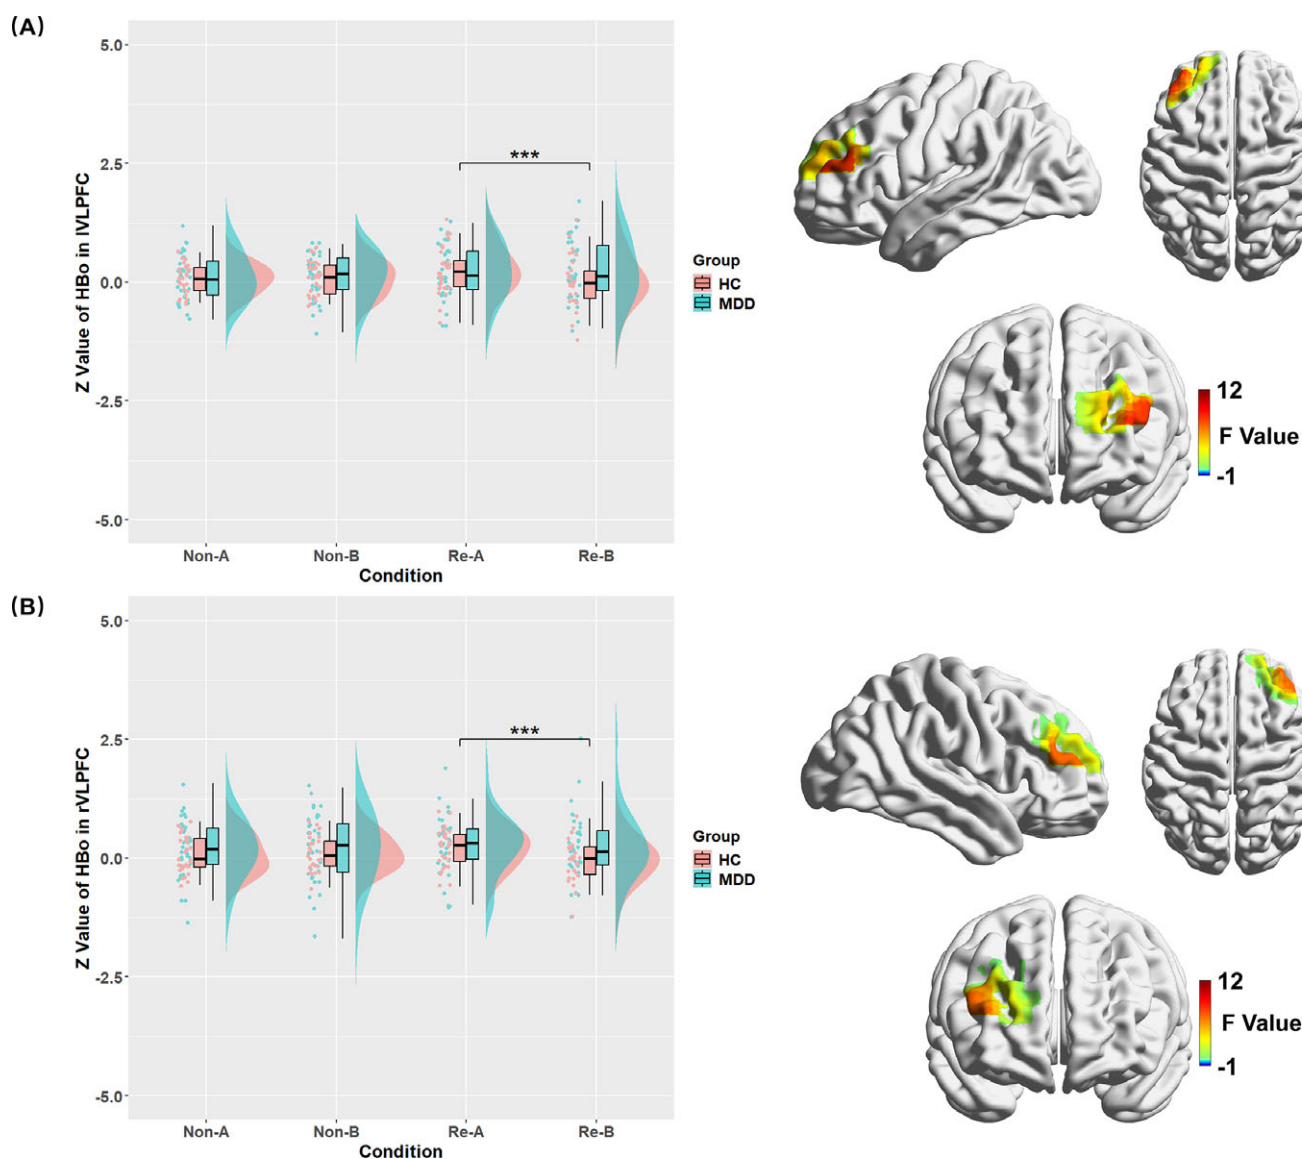 (A)
5.0
2.5
0.0
-2.5
-5.0
Z Value of HBo in lVLPFC
***
Non-A Non-B Re-A Re-B
Condition
Group
HC
MDD
12
F Value
-1
(B)
5.0
2.5
0.0
-2.5
-5.0
Z Value of HBo in rVLPFC
***
Non-A Non-B Re-A Re-B
Condition
Group
HC
MDD
12
F Value
-1